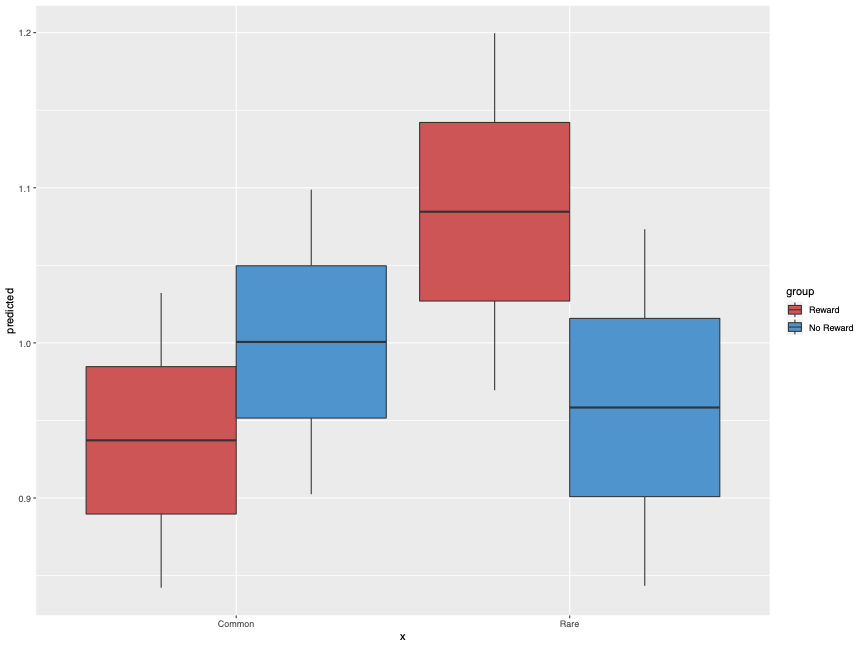 1.2
1.1
1.0
0.9
predicted
Common
Rare
x
group
Reward
No Reward